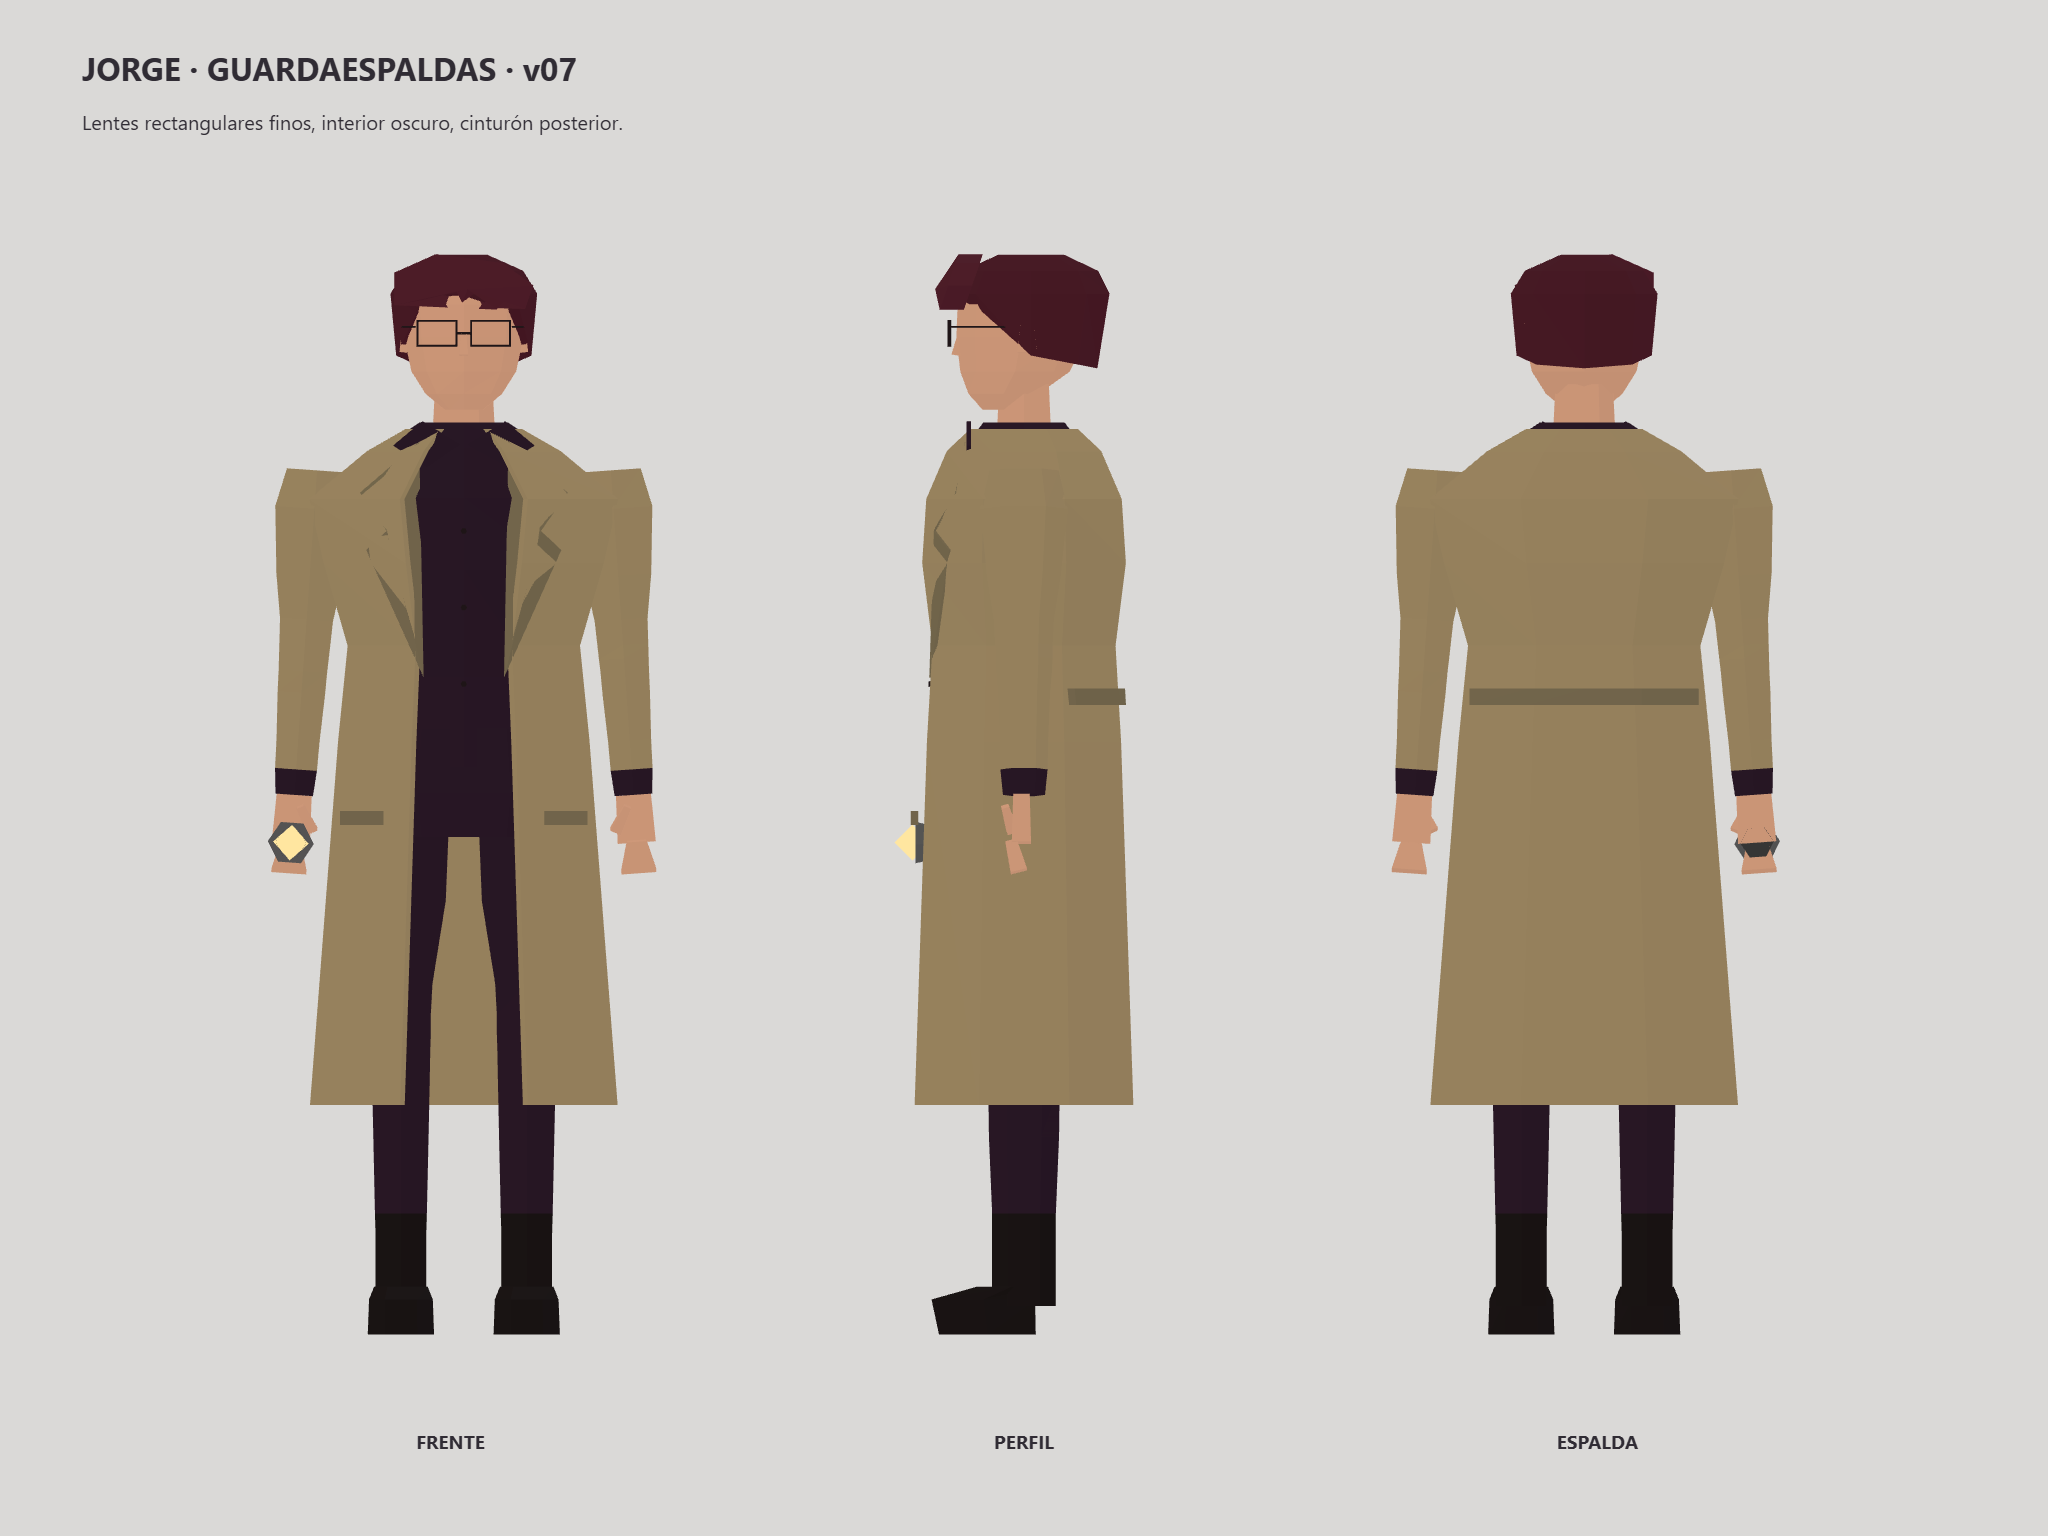 JORGE · GUARDAESPALDAS · v07
Lentes rectangulares finos, interior oscuro, cinturón posterior.
FRENTE
PERFIL
ESPALDA